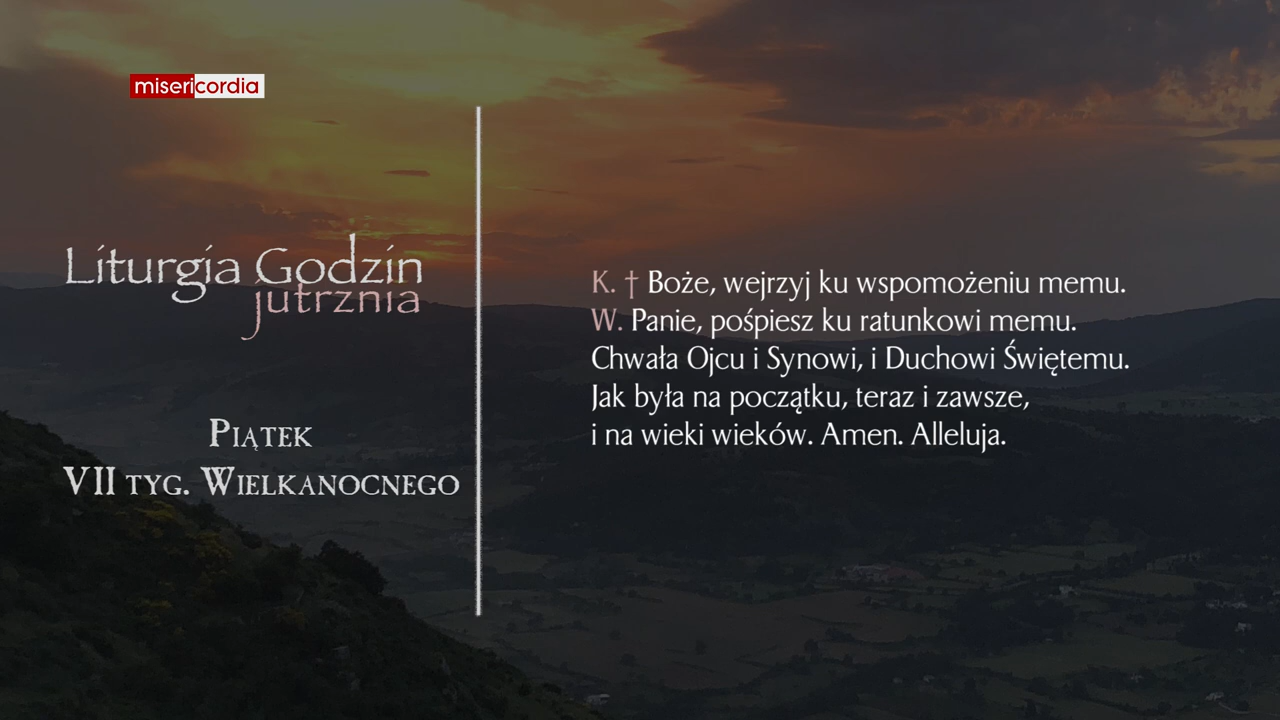 misericordia
Liturgia Godzin
jutrznia
Piątek
VII tyg. Wielkanocnego
K. † Boże, wejrzyj ku wspomożeniu memu.
W. Panie, pośpiesz ku ratunkowi memu.
Chwała Ojcu i Synowi, i Duchowi Świętemu.
Jak była na początku, teraz i zawsze,
i na wieki wieków. Amen. Alleluja.